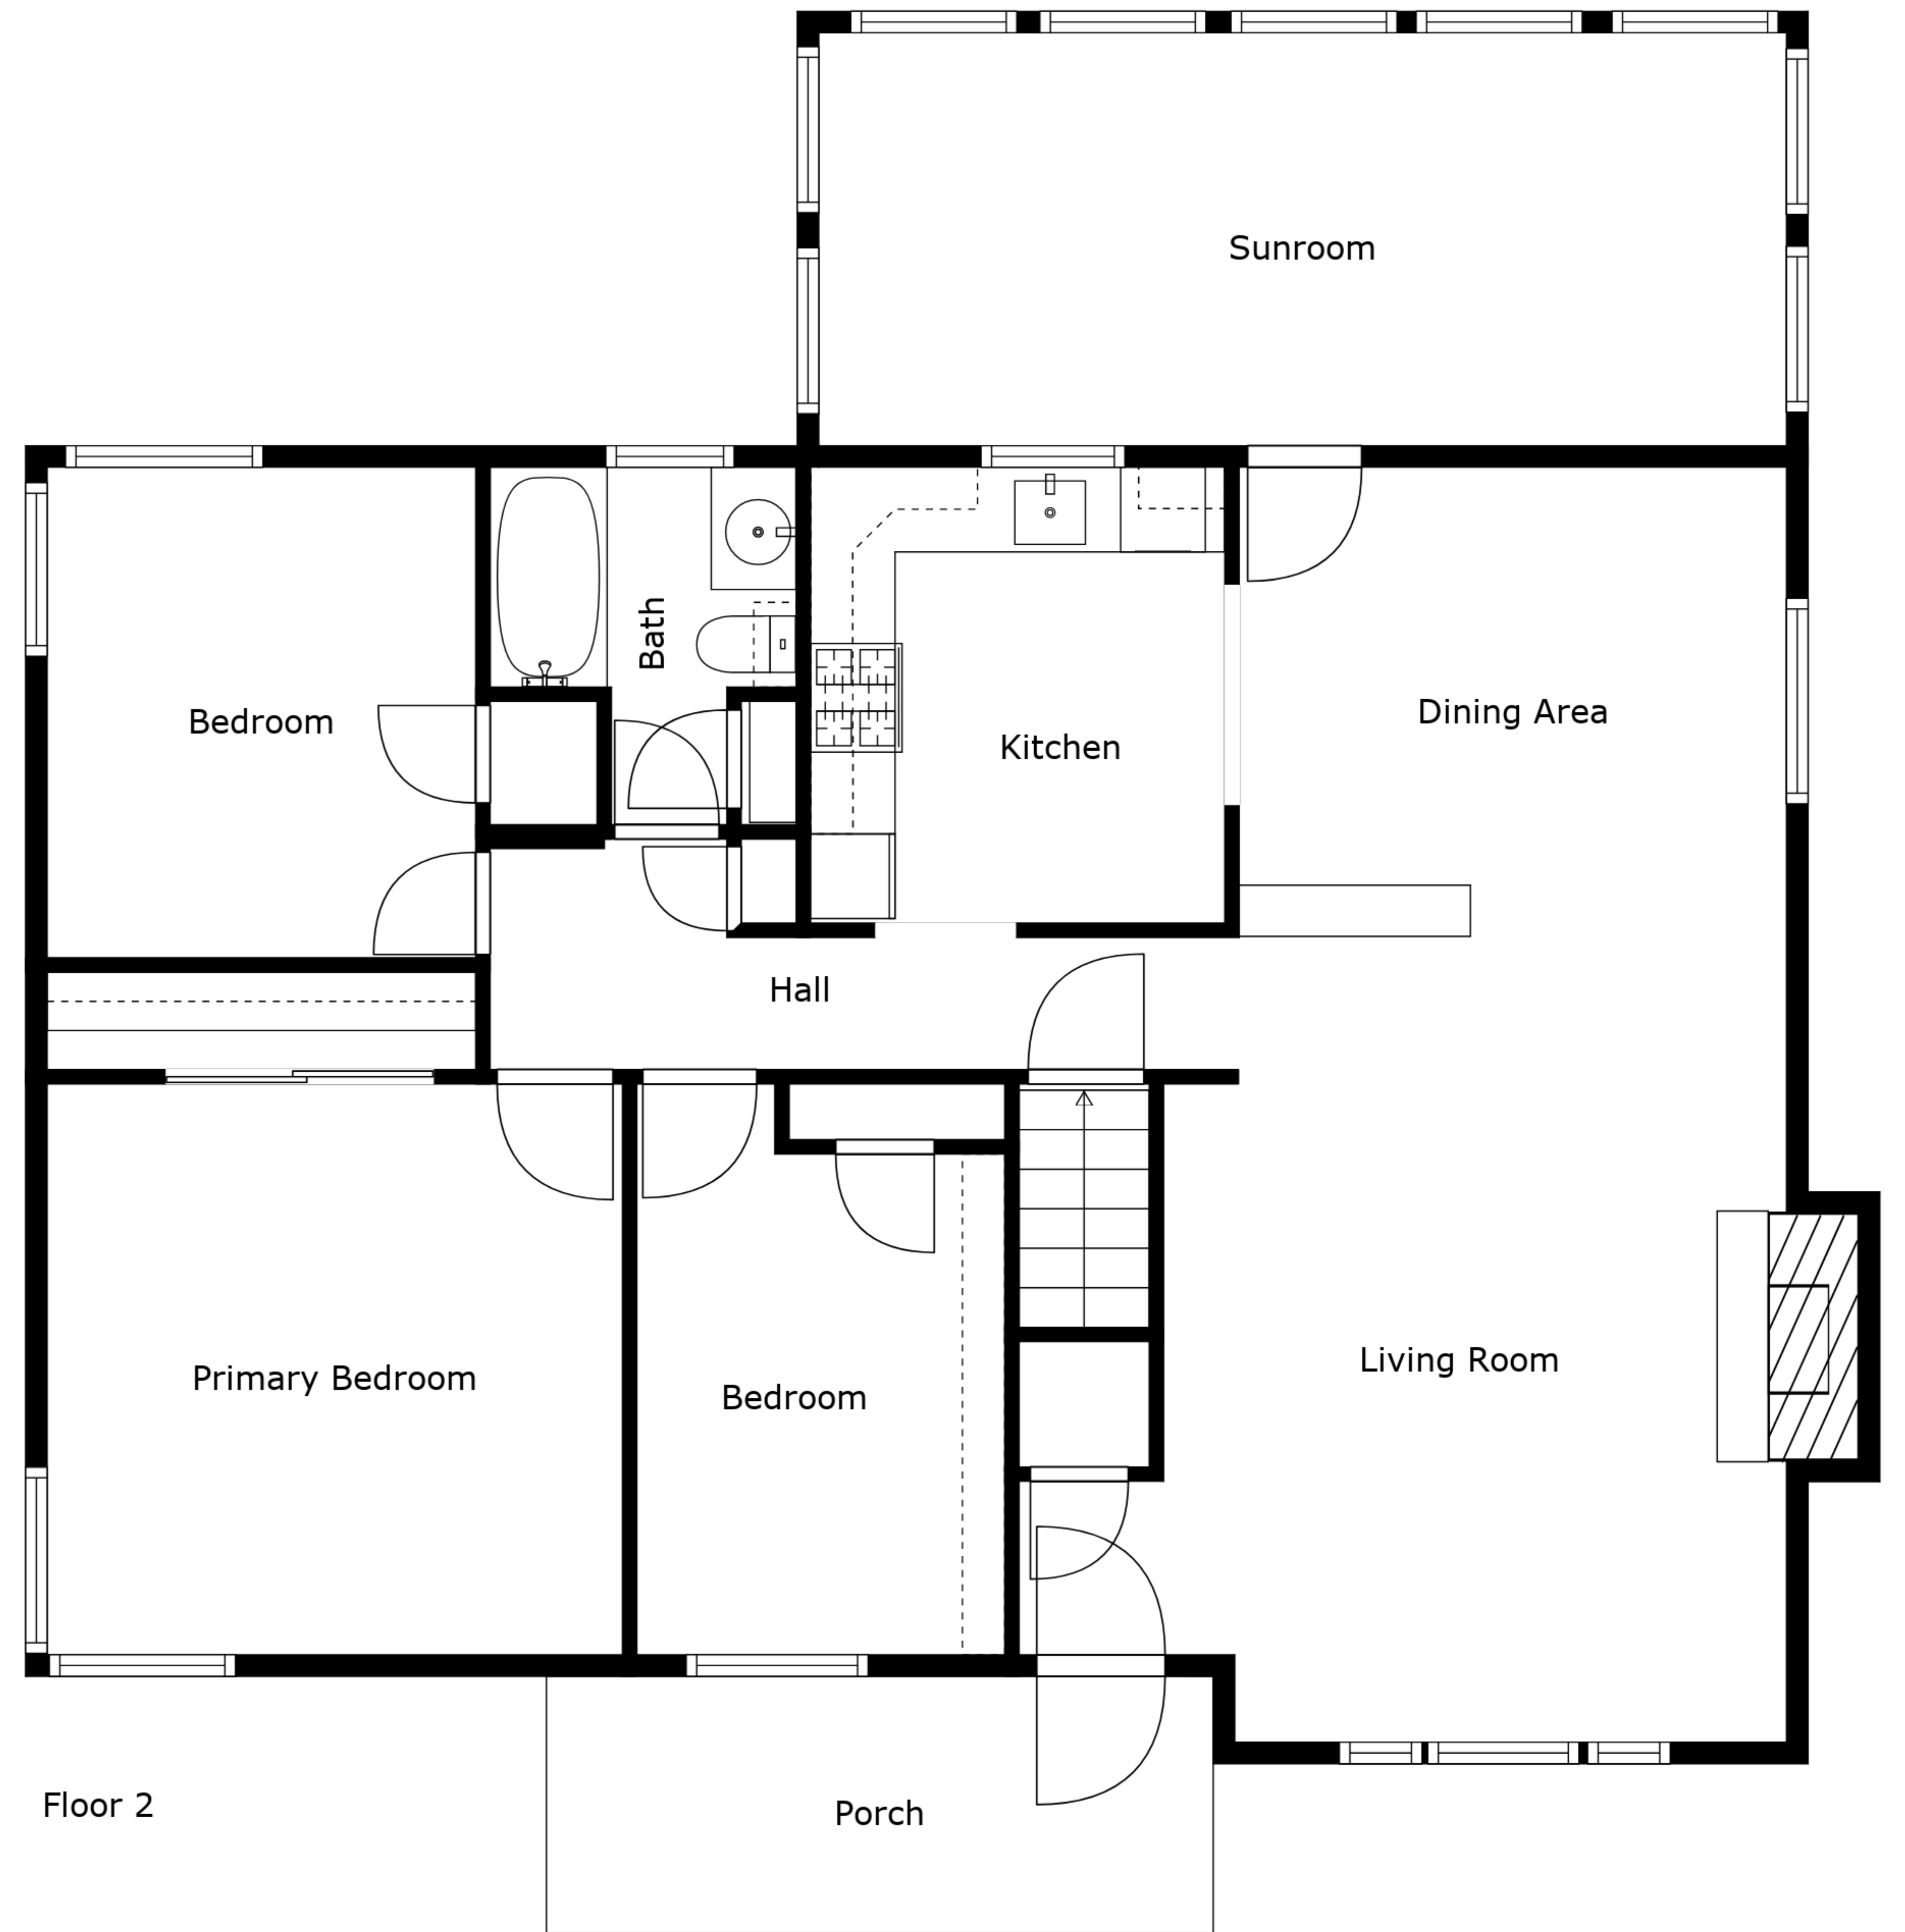 Sunroom
Bath
Bedroom
Dining Area
Kitchen
Hall
Living Room
Primary Bedroom
Bedroom
Floor 2
Porch